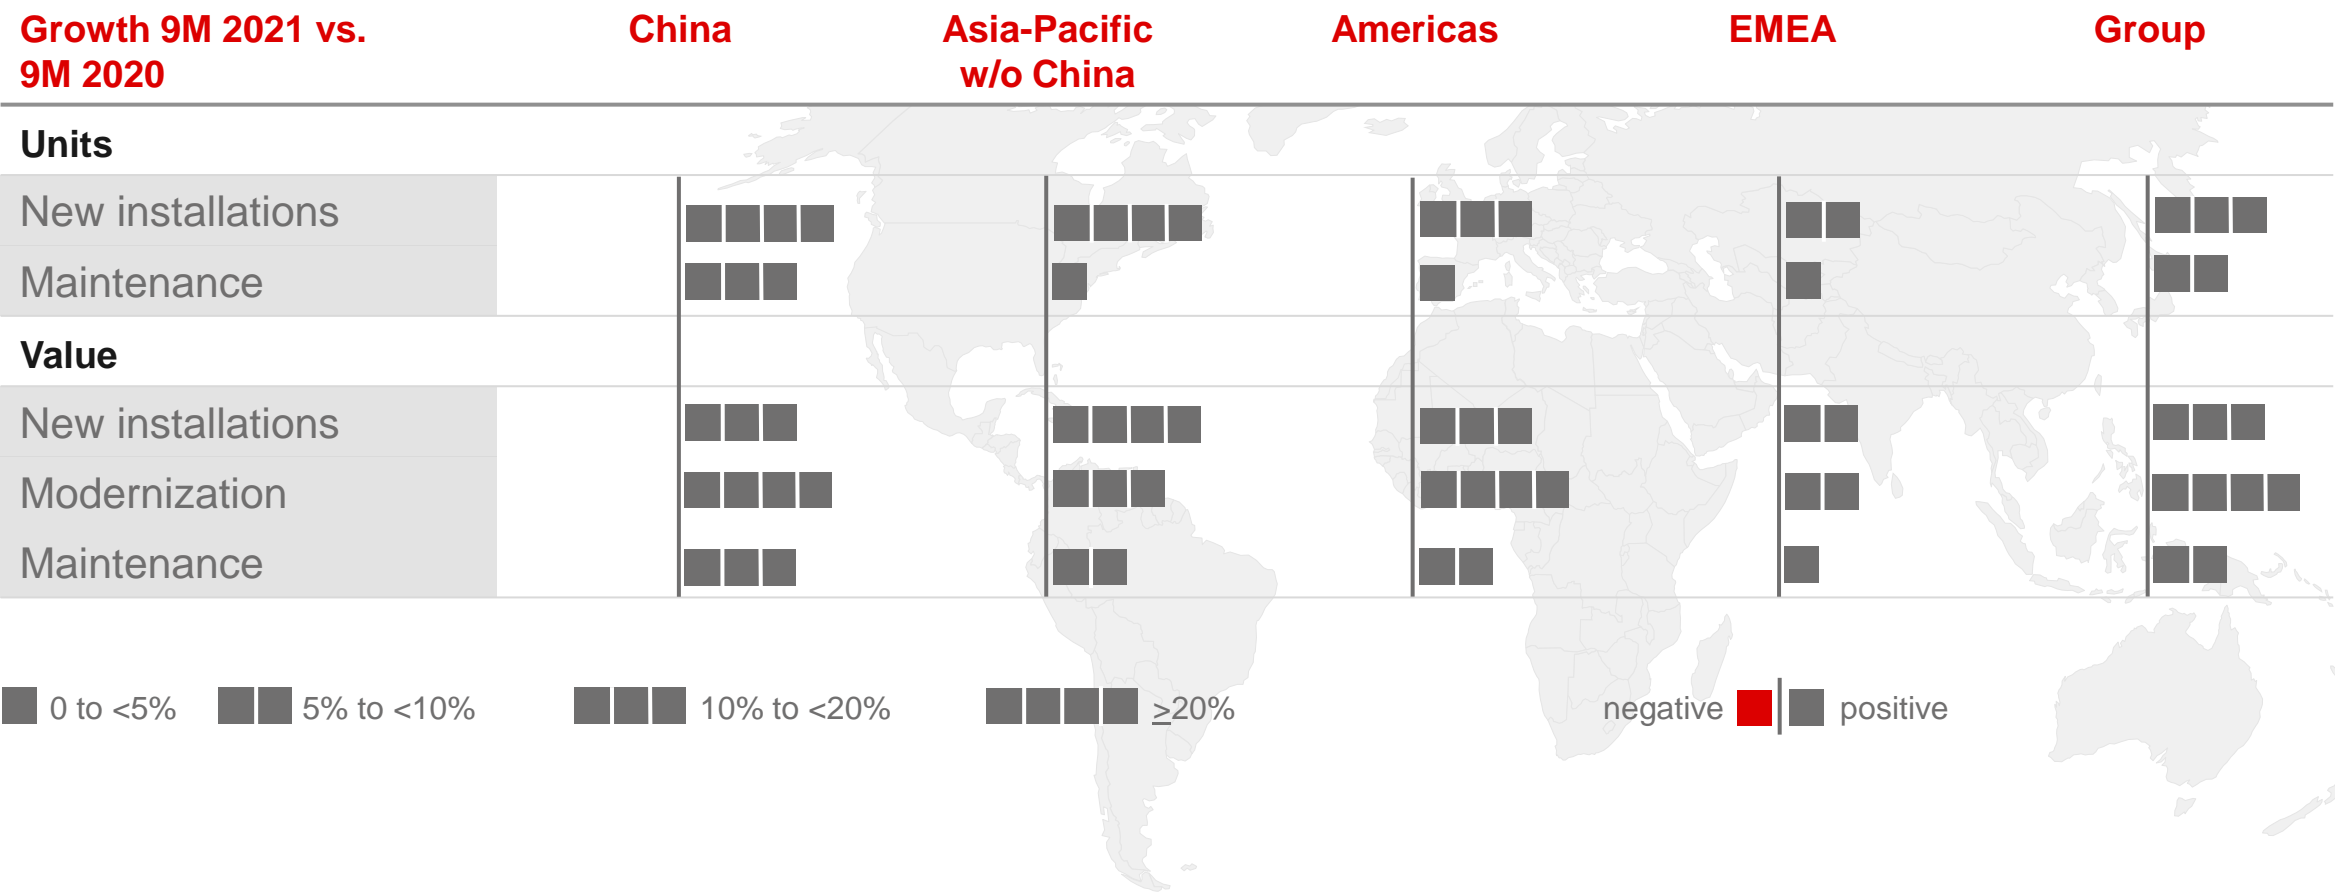 Growth 9M 2021 vs.
9M 2020
China
Asia-Pacific
w/o China
Americas
EMEA
Group
Units
New installations
Maintenance
Value
New installations
Modernization
Maintenance
0 to <5%
5% to <10%
10% to <20%
≥20%
negative
positive